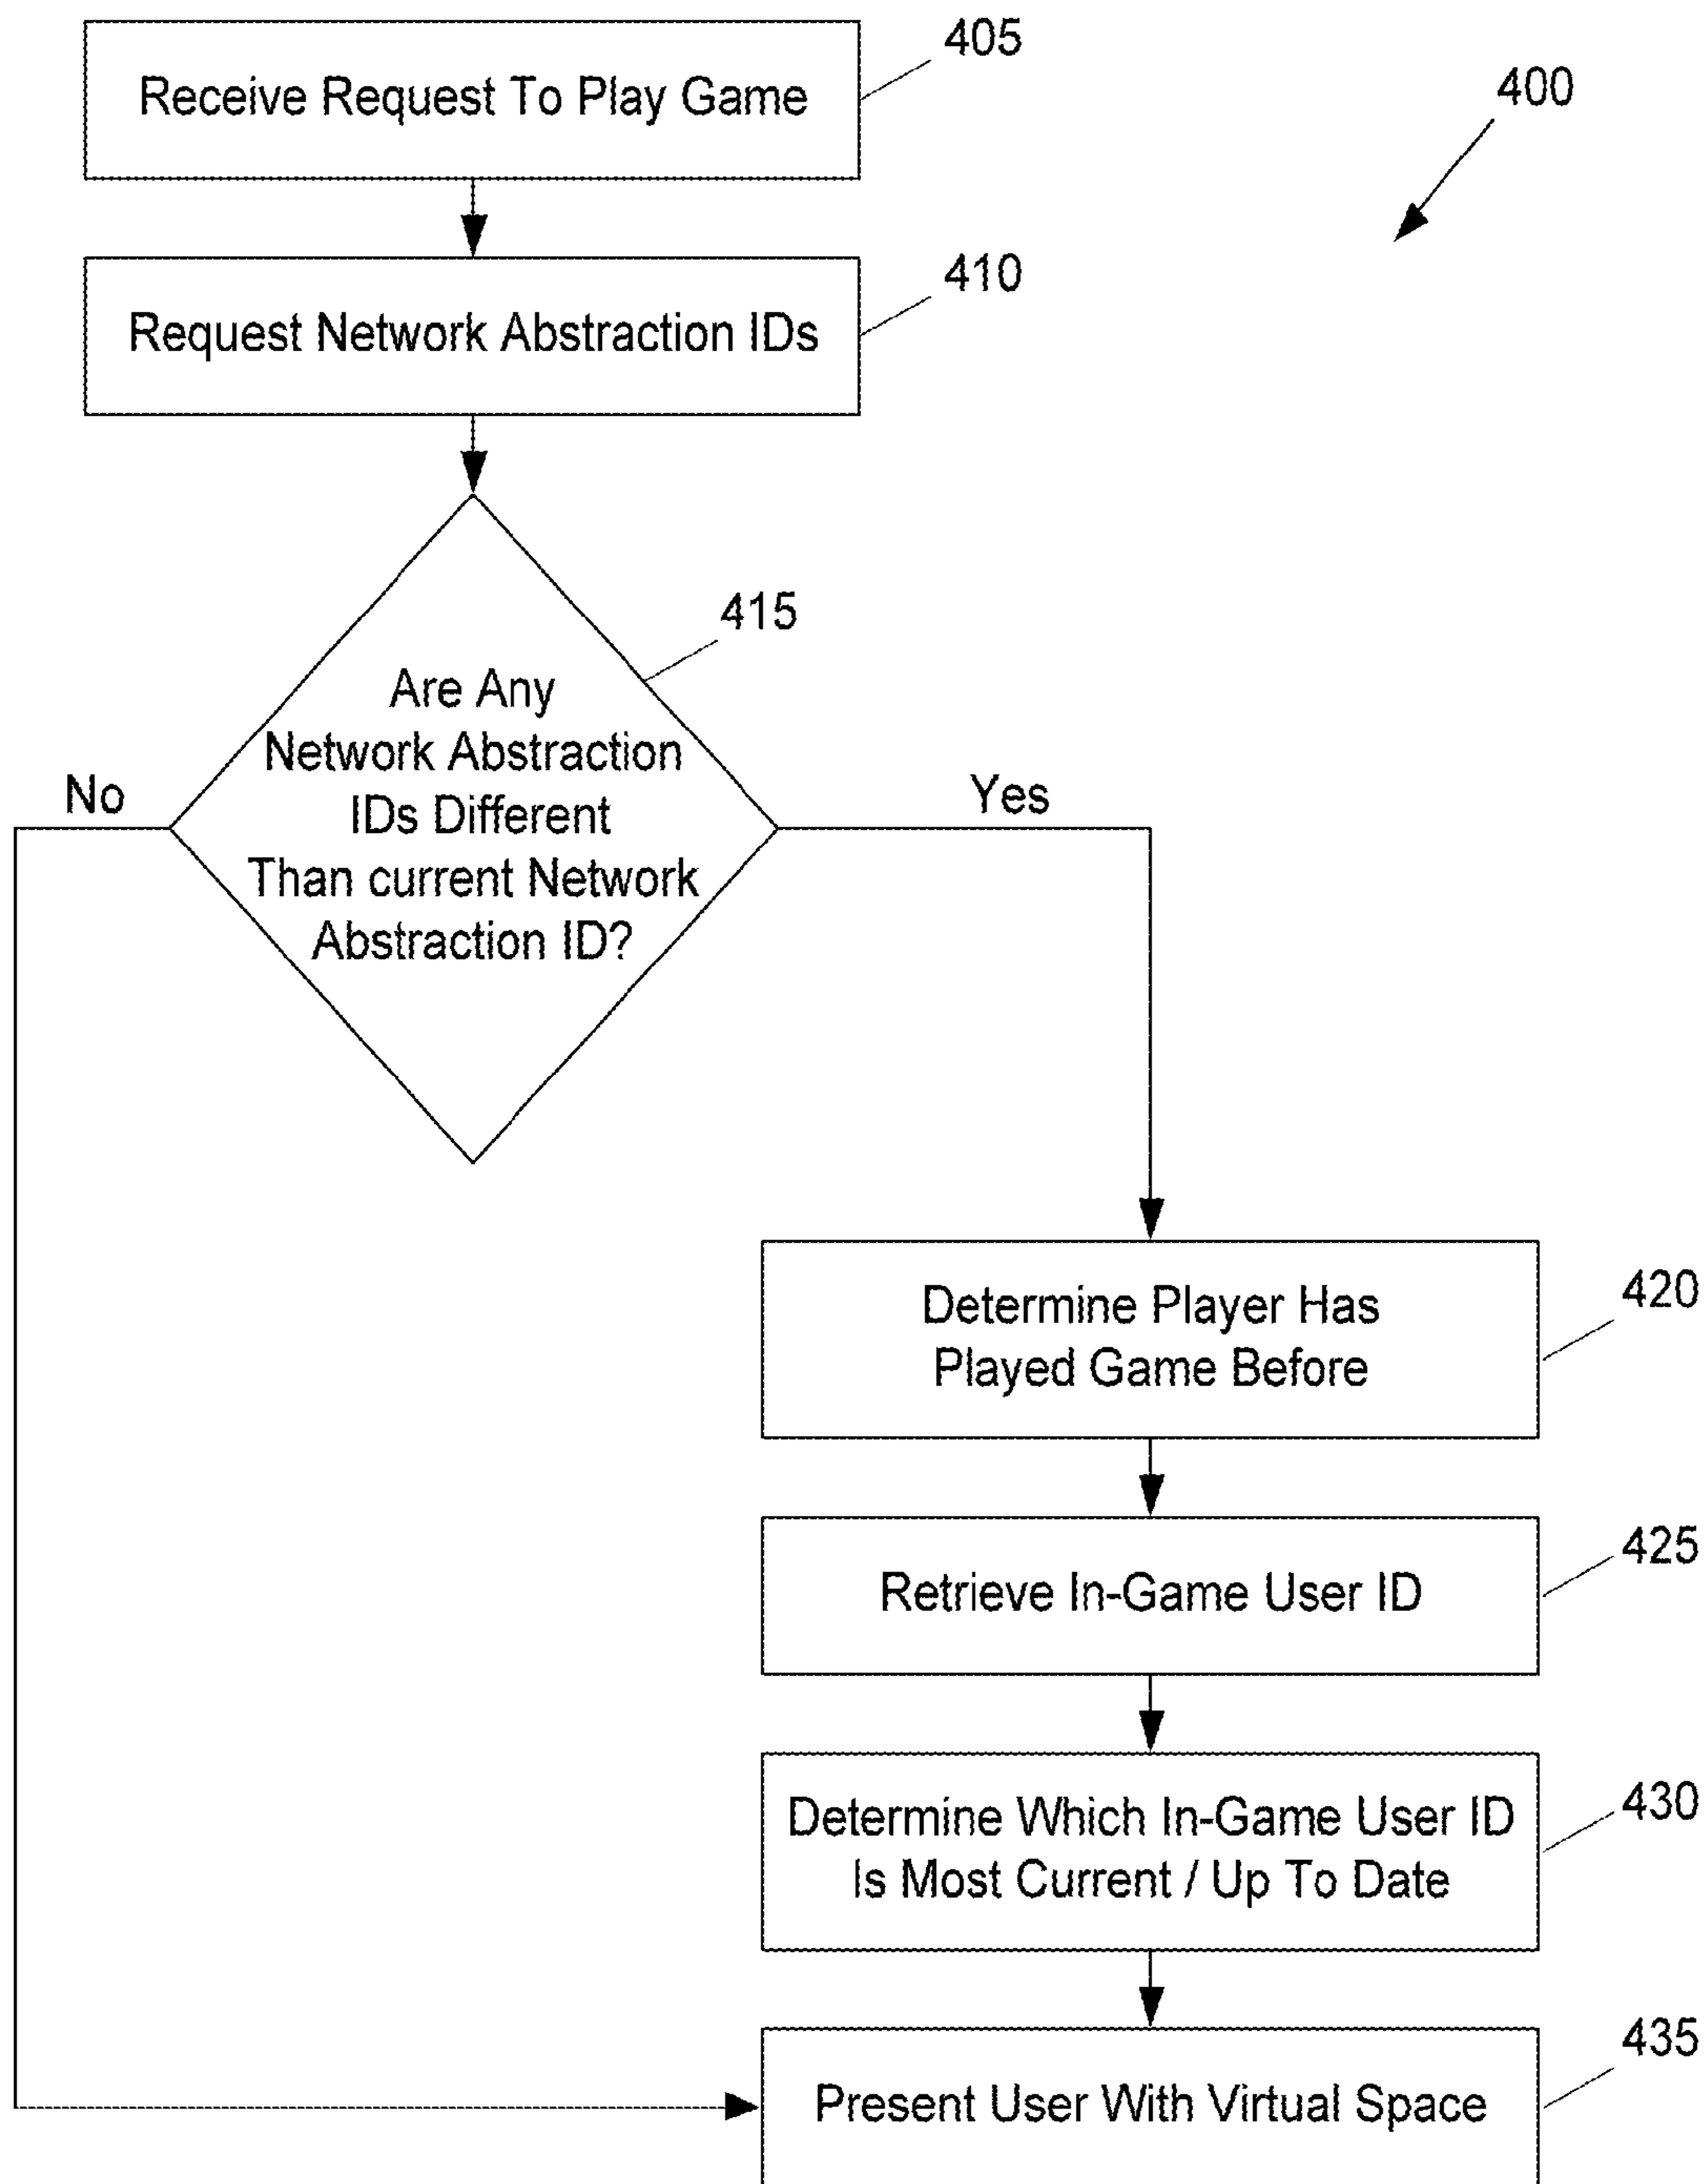 405
Receive Request To Play Game
400
410
Request Network Abstraction IDs
415
Are Any
Network Abstraction
IDs Different
Than current Network
Abstraction ID?
No
Yes
420
Determine Player Has
Played Game Before
425
Retrieve In-Game User ID
430
Determine Which In-Game User ID
Is Most Current / Up To Date
435
Present User With Virtual Space